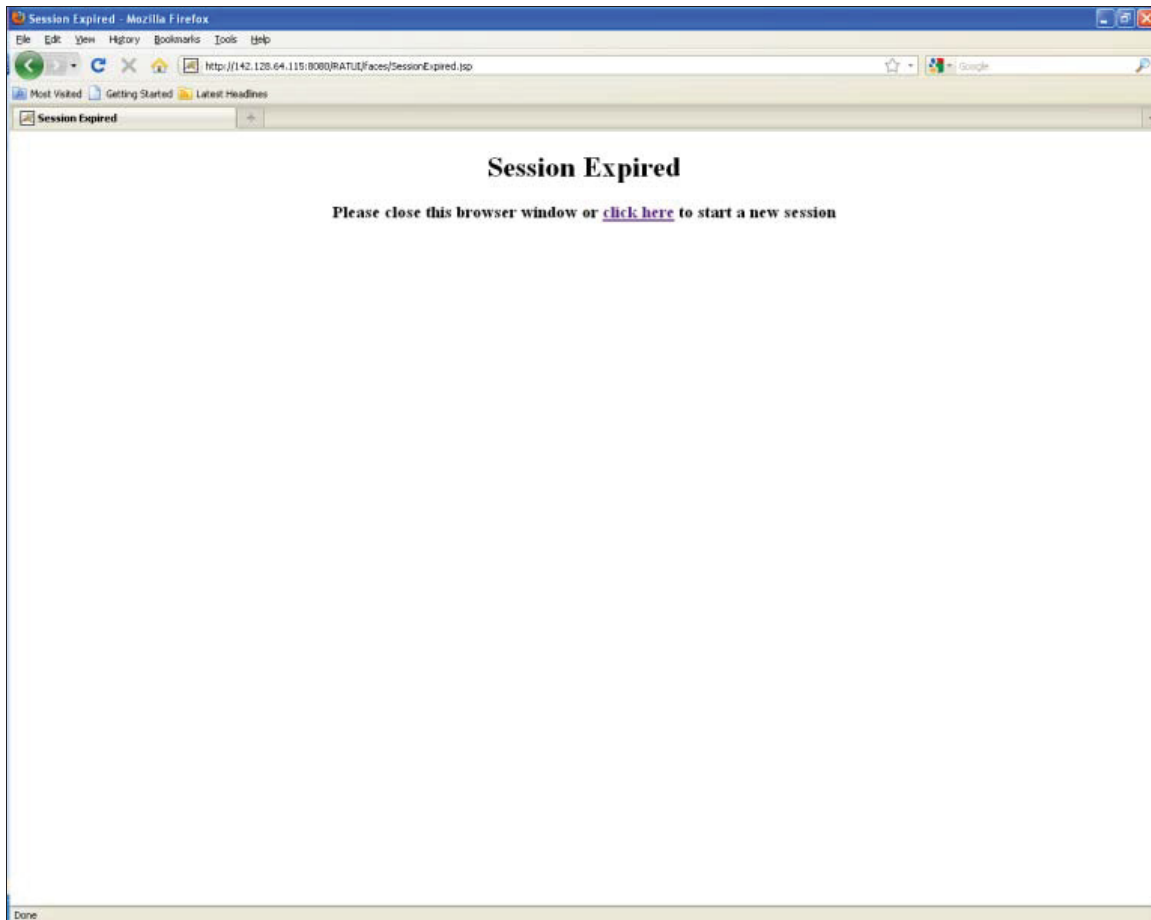 Session Expired - Mozilla Firefox
File Edit View History Bookmarks Tools Help
http://142.128.64.115:8080/RATUI/faces/SessionExpired.jsp Google
Most Visited Getting Started Latest Headlines
Session Expired
Session Expired
Please close this browser window or click here to start a new session
Done